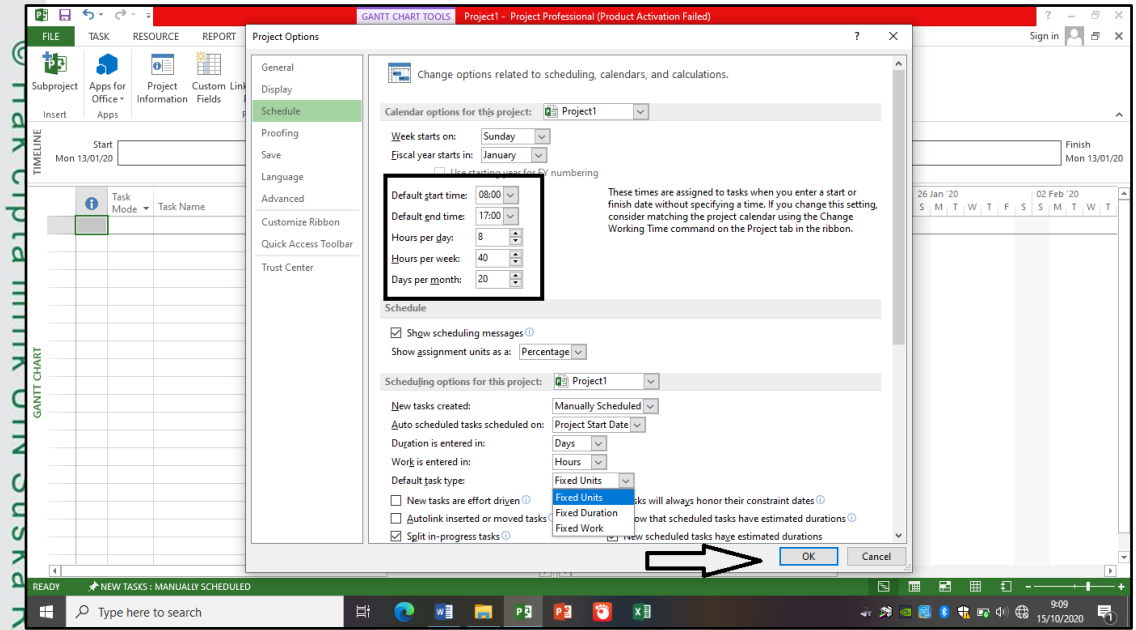 GANTT CHART TOOLS Project1 - Project Professional (Product Activation Failed)
FILE TASK RESOURCE REPORT
Sign in
Subproject
Apps for Office
Project Information
Custom Fields
Link
Insert Apps
TIMELINE
Start
Mon 13/01/20
Finish
Mon 13/01/20
Task Mode
Task Name
26 Jan '20 02 Feb '20
S M T W T F S S M T W T
GANTT CHART
Project Options
General
Display
Schedule
Proofing
Save
Language
Advanced
Customize Ribbon
Quick Access Toolbar
Trust Center
Change options related to scheduling, calendars, and calculations.
Calendar options for this project: Project1
Week starts on: Sunday
Fiscal year starts in: January
Use starting year for FY numbering
Default start time: 08:00
Default end time: 17:00
Hours per day: 8
Hours per week: 40
Days per month: 20
These times are assigned to tasks when you enter a start or
finish date without specifying a time. If you change this setting,
consider matching the project calendar using the Change
Working Time command on the Project tab in the ribbon.
Schedule
Show scheduling messages
Show assignment units as a: Percentage
Scheduling options for this project: Project1
New tasks created: Manually Scheduled
Auto scheduled tasks scheduled on: Project Start Date
Duration is entered in: Days
Work is entered in: Hours
Default task type: Fixed Units
Fixed Units
Fixed Duration
Fixed Work
New tasks are effort driven
will always honor their constraint dates
Autolink inserted or moved tasks
that scheduled tasks have estimated durations
Split in-progress tasks
New scheduled tasks have estimated durations
OK Cancel
READY NEW TASKS : MANUALLY SCHEDULED
Type here to search
9:09
15/10/2020